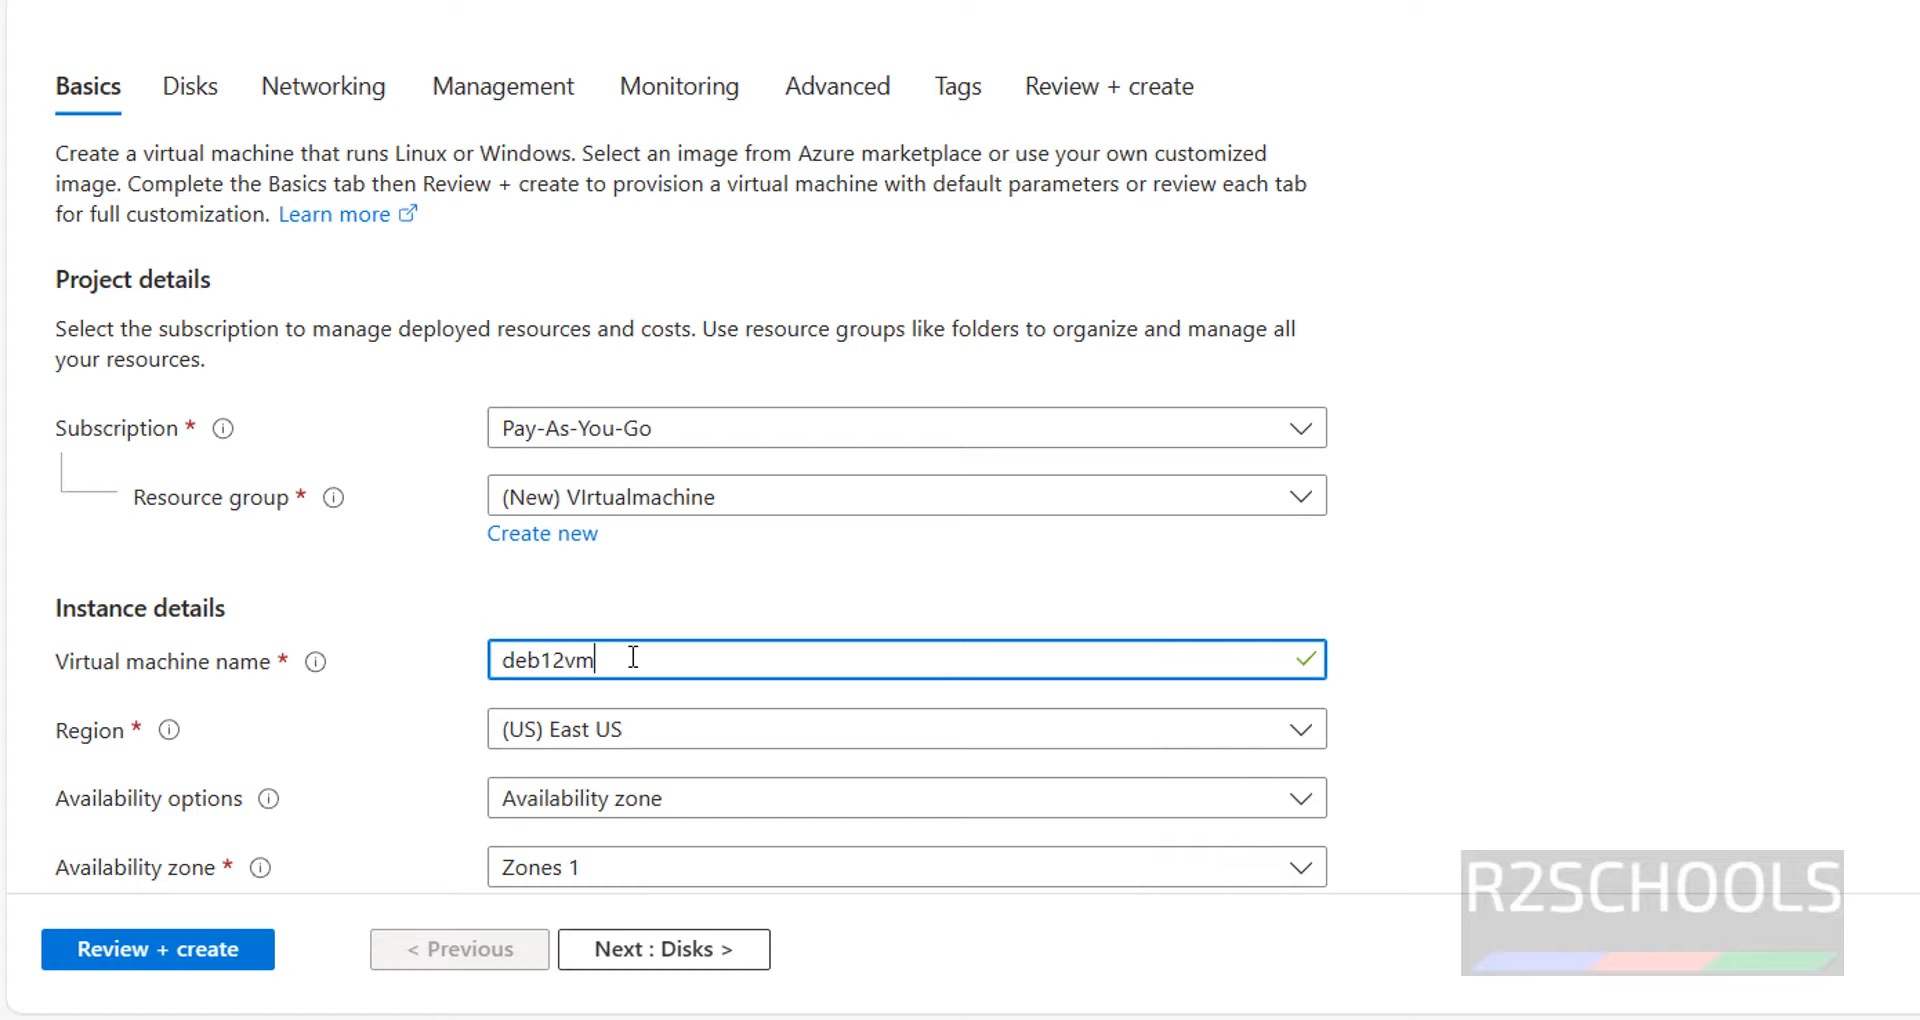 Basics Disks Networking Management Monitoring Advanced Tags Review + create
Create a virtual machine that runs Linux or Windows. Select an image from Azure marketplace or use your own customized
image. Complete the Basics tab then Review + create to provision a virtual machine with default parameters or review each tab
for full customization. Learn more
Project details
Select the subscription to manage deployed resources and costs. Use resource groups like folders to organize and manage all
your resources.
Subscription * Pay-As-You-Go
Resource group * (New) VIrtualmachine
Create new
Instance details
Virtual machine name * deb12vm
Region * (US) East US
Availability options Availability zone
Availability zone * Zones 1
Review + create < Previous Next : Disks >
R2SCHOOLS